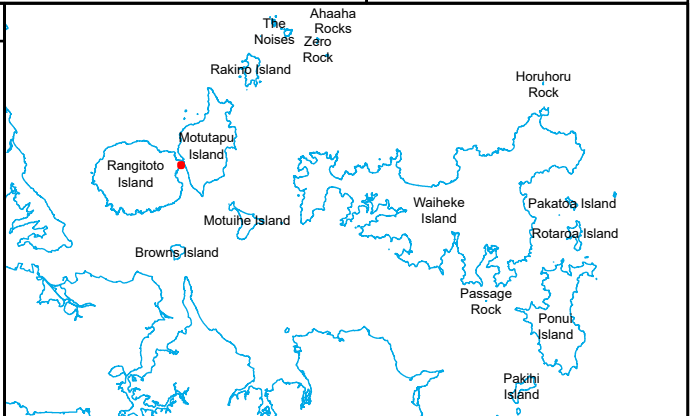 The
Noises
Ahaaha
Rocks
Zero
Rock
Rakino Island
Horuhoru
Rock
Motutapu
Island
Rangitoto
Island
Waiheke
Island
Pakatoa Island
Motuihe Island
Rotaroa Island
Browns Island
Passage
Rock
Ponui
Island
Pakihi
Island